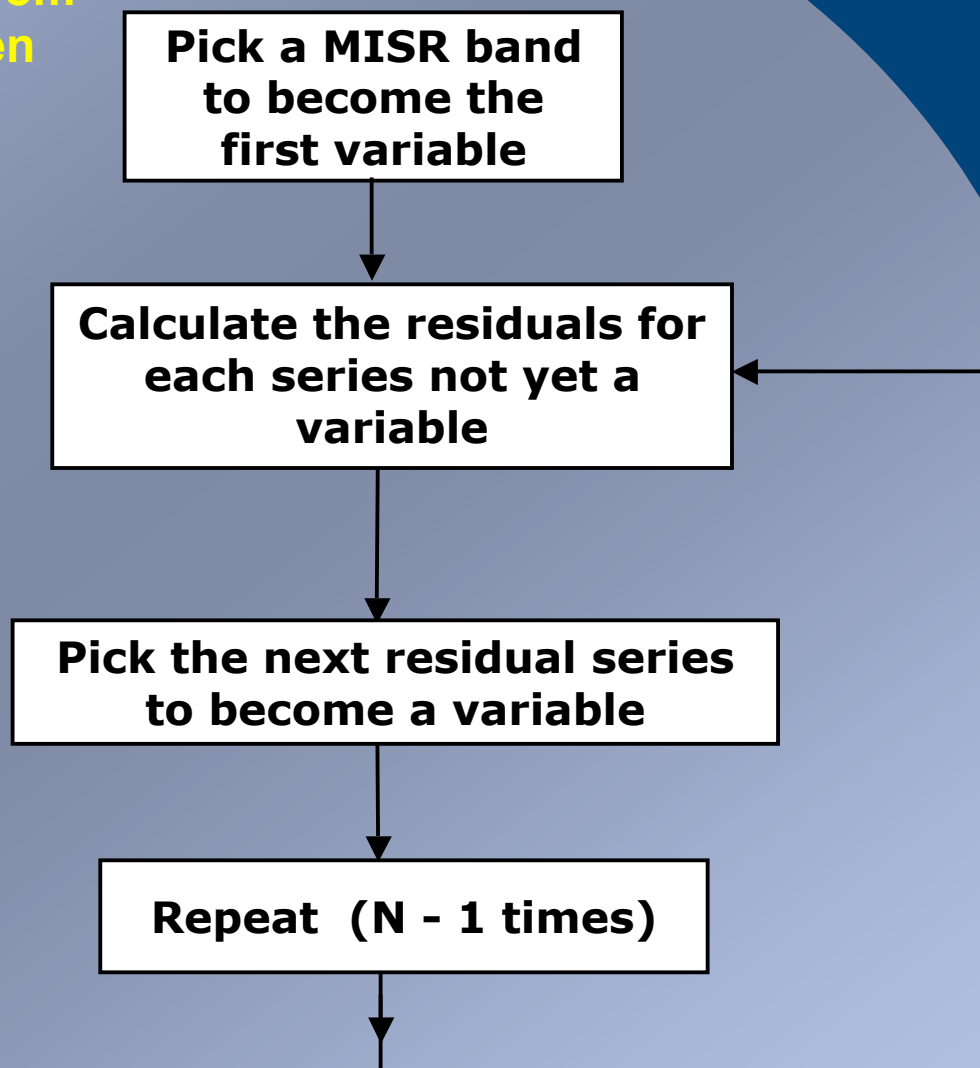 Pick a MISR band
to become the
first variable
Calculate the residuals for
each series not yet a
variable
Pick the next residual series
to become a variable
Repeat (N - 1 times)